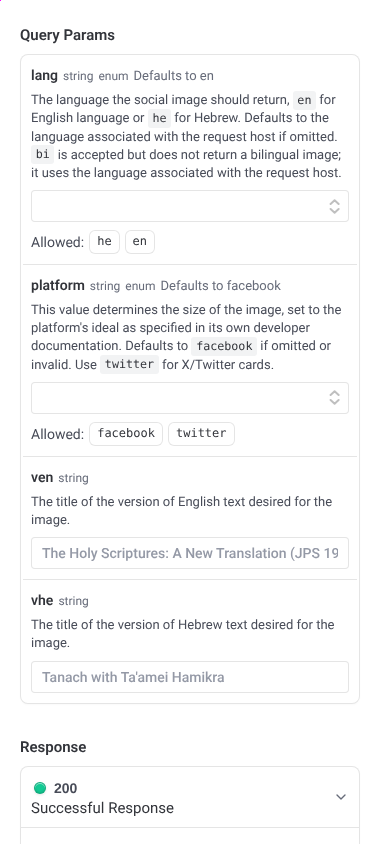 Query Params
lang string enum Defaults to en
The language the social image should return, en for
English language or he for Hebrew. Defaults to the
language associated with the request host if omitted.
bi is accepted but does not return a bilingual image;
it uses the language associated with the request host.
Allowed: he en
platform string enum Defaults to facebook
This value determines the size of the image, set to the
platform's ideal as specified in its own developer
documentation. Defaults to facebook if omitted or
invalid. Use twitter for X/Twitter cards.
Allowed: facebook twitter
ven string
The title of the version of English text desired for the
image.
The Holy Scriptures: A New Translation (JPS 19
vhe string
The title of the version of Hebrew text desired for the
image.
Tanach with Ta'amei Hamikra
Response
200
Successful Response